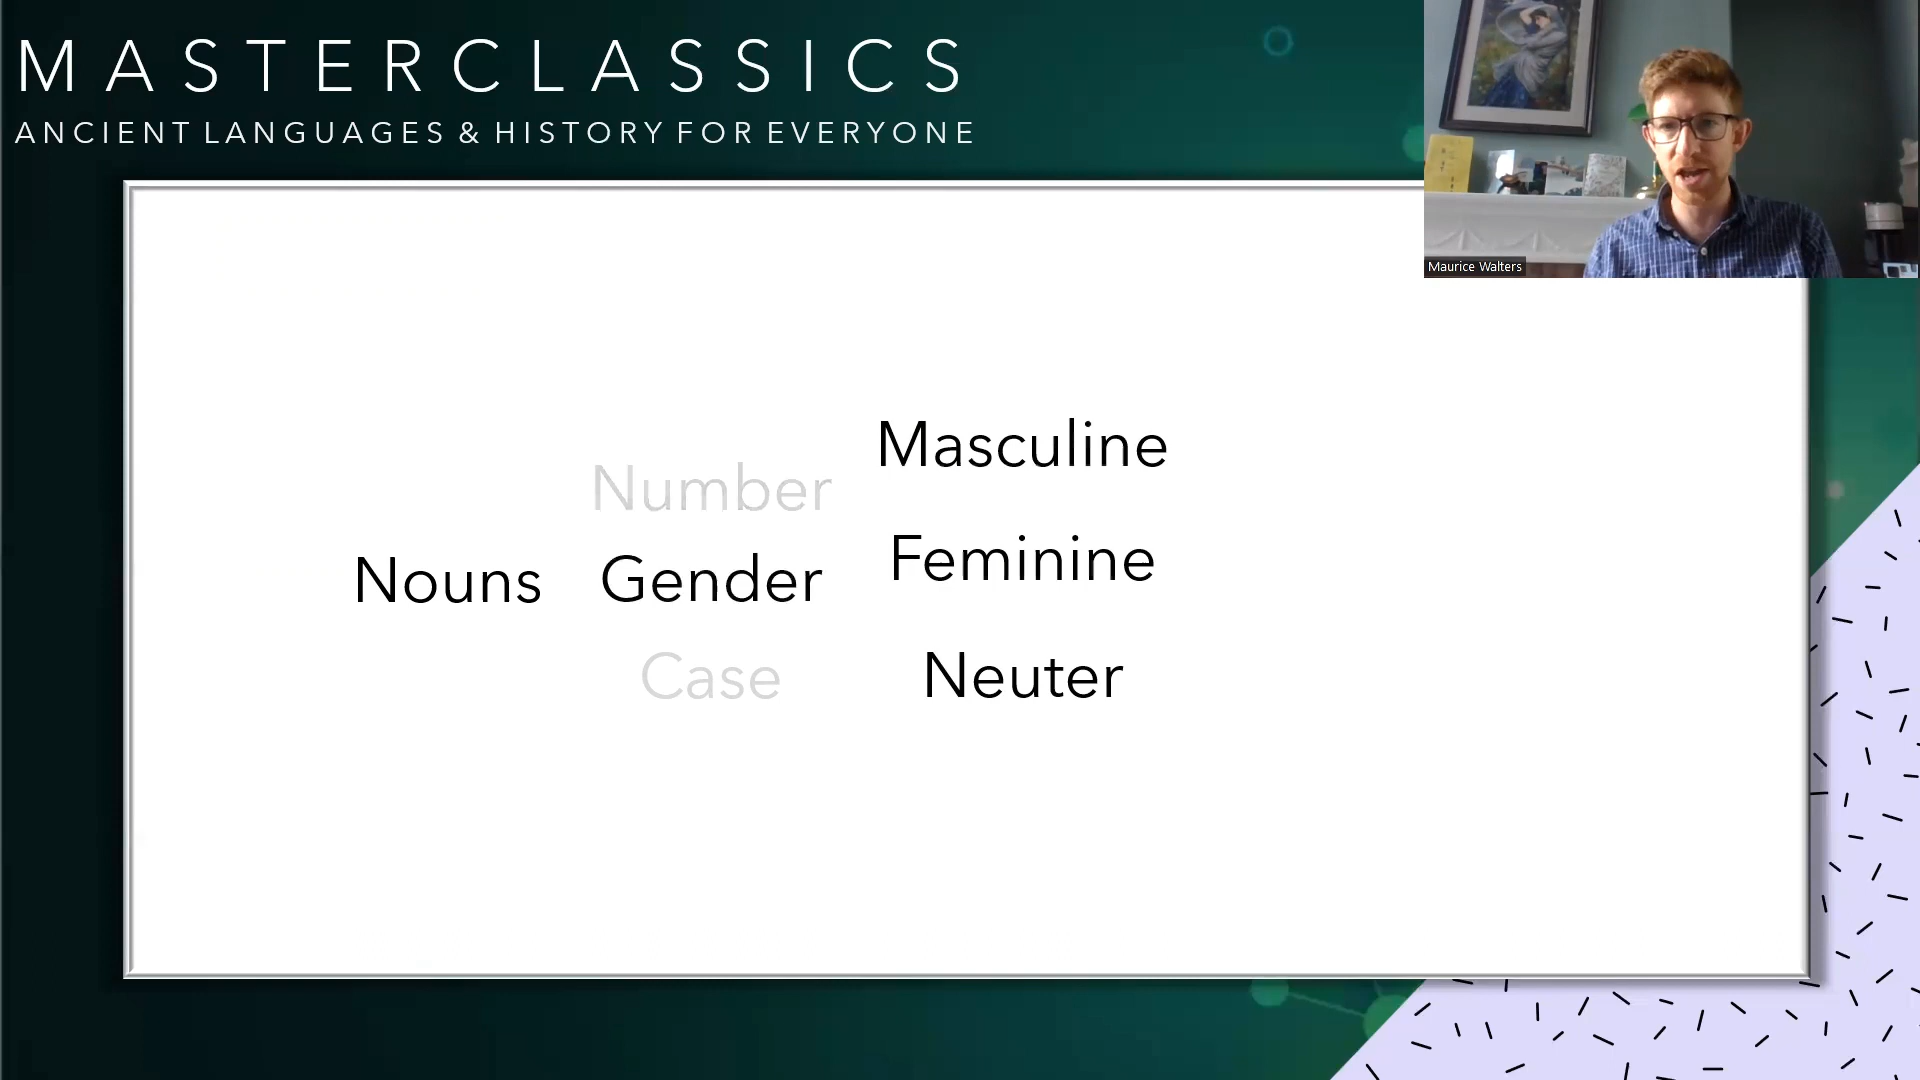 MASTERCLASSICS
ANCIENT LANGUAGES & HISTORY FOR EVERYONE
Maurice Walters
Nouns
Number
Gender
Case
Masculine
Feminine
Neuter